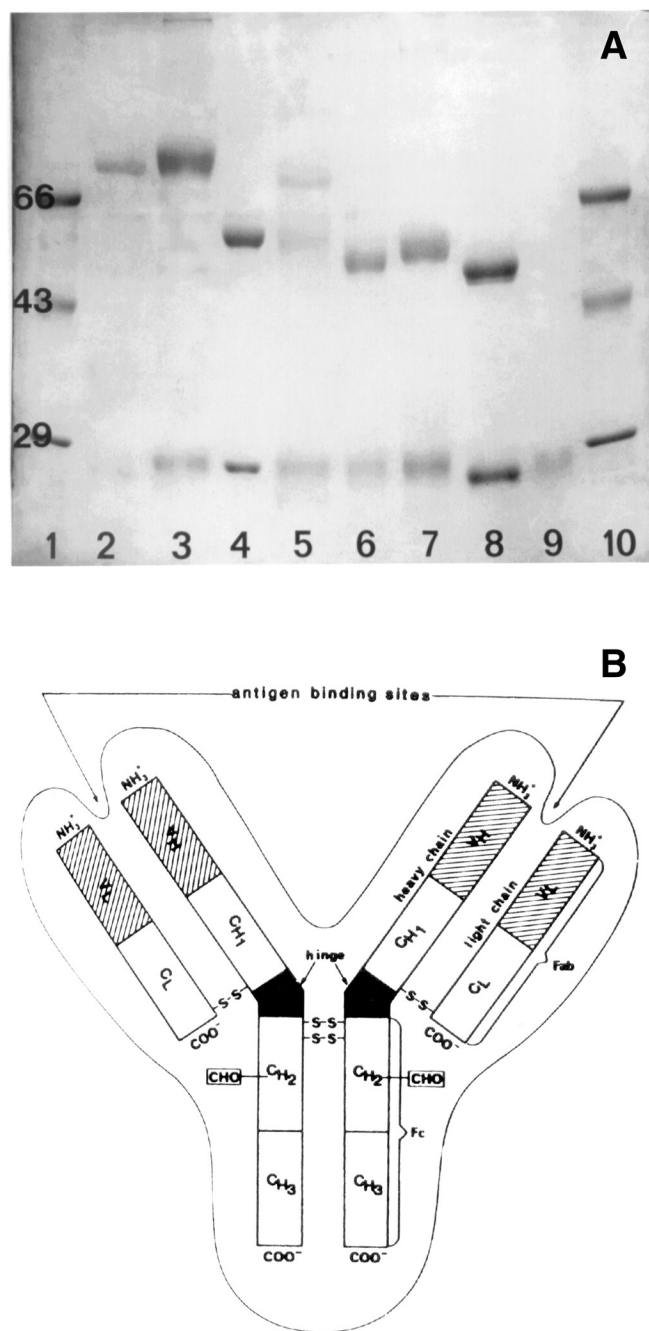 A
66
43
29
1 2 3 4 5 6 7 8 9 10
B
antigen binding sites
NH₃⁺
NH₃⁺
NH₃⁺
NH₃⁺
VL
VH
VH
VL
heavy chain
light chain
CL
CH₁
CH₁
CL
Fab
hinge
S-S
S-S
COO⁻
COO⁻
S-S
S-S
CHO
CH₂
CH₂
CHO
Fc
CH₃
CH₃
COO⁻
COO⁻